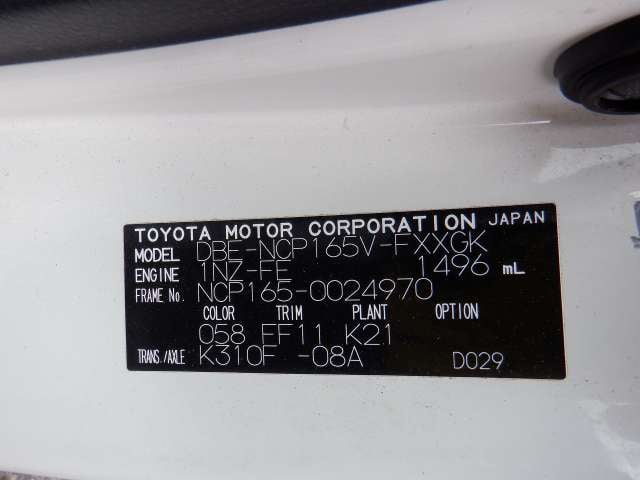 TOYOTA MOTOR CORPORATION JAPAN
MODEL DBE-NCP165V-FXXGK
ENGINE 1NZ-FE 1496 mL
FRAME No. NCP165-0024970
COLOR TRIM PLANT OPTION
058 FF11 K21
TRANS./AXLE K310F -08A D029